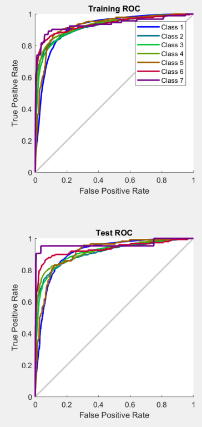 Training ROC
1
0.8
0.6
0.4
0.2
0
True Positive Rate
Class 1
Class 2
Class 3
Class 4
Class 5
Class 6
Class 7
0 0.2 0.4 0.6 0.8 1
False Positive Rate
Test ROC
1
0.8
0.6
0.4
0.2
0
True Positive Rate
0 0.2 0.4 0.6 0.8 1
False Positive Rate